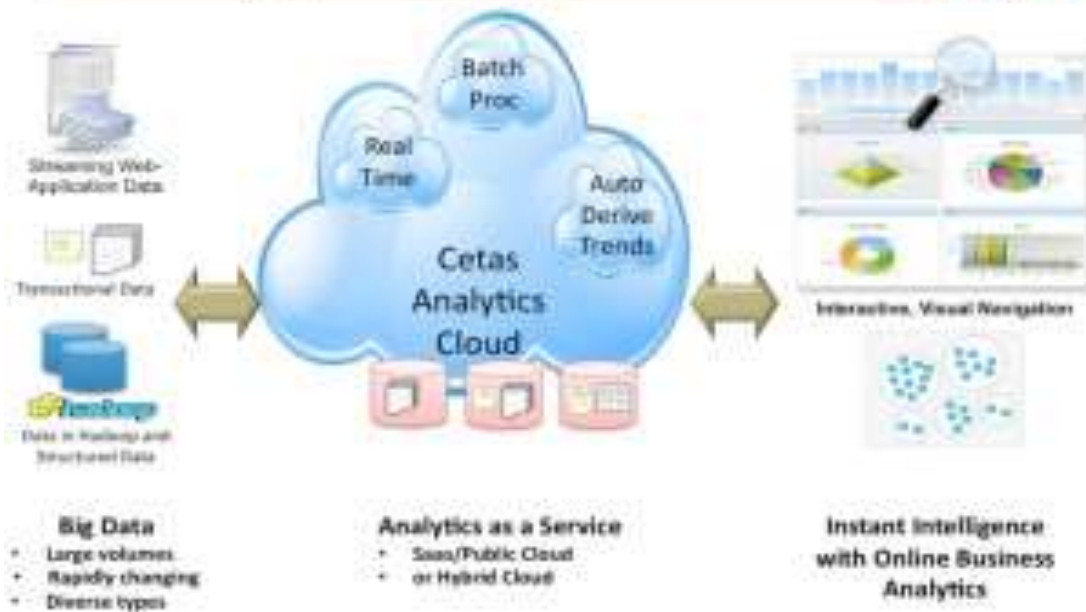 Streaming Web-
Application Data
Transactional Data
hadoop
Data in Hadoop and
Structured Data
Batch
Proc
Real
Time
Auto
Derive
Trends
Cetas
Analytics
Cloud
Interactive, Visual Navigation
Big Data
• Large volumes
• Rapidly changing
• Diverse types
Analytics as a Service
• Saas/Public Cloud
• or Hybrid Cloud
Instant Intelligence
with Online Business
Analytics